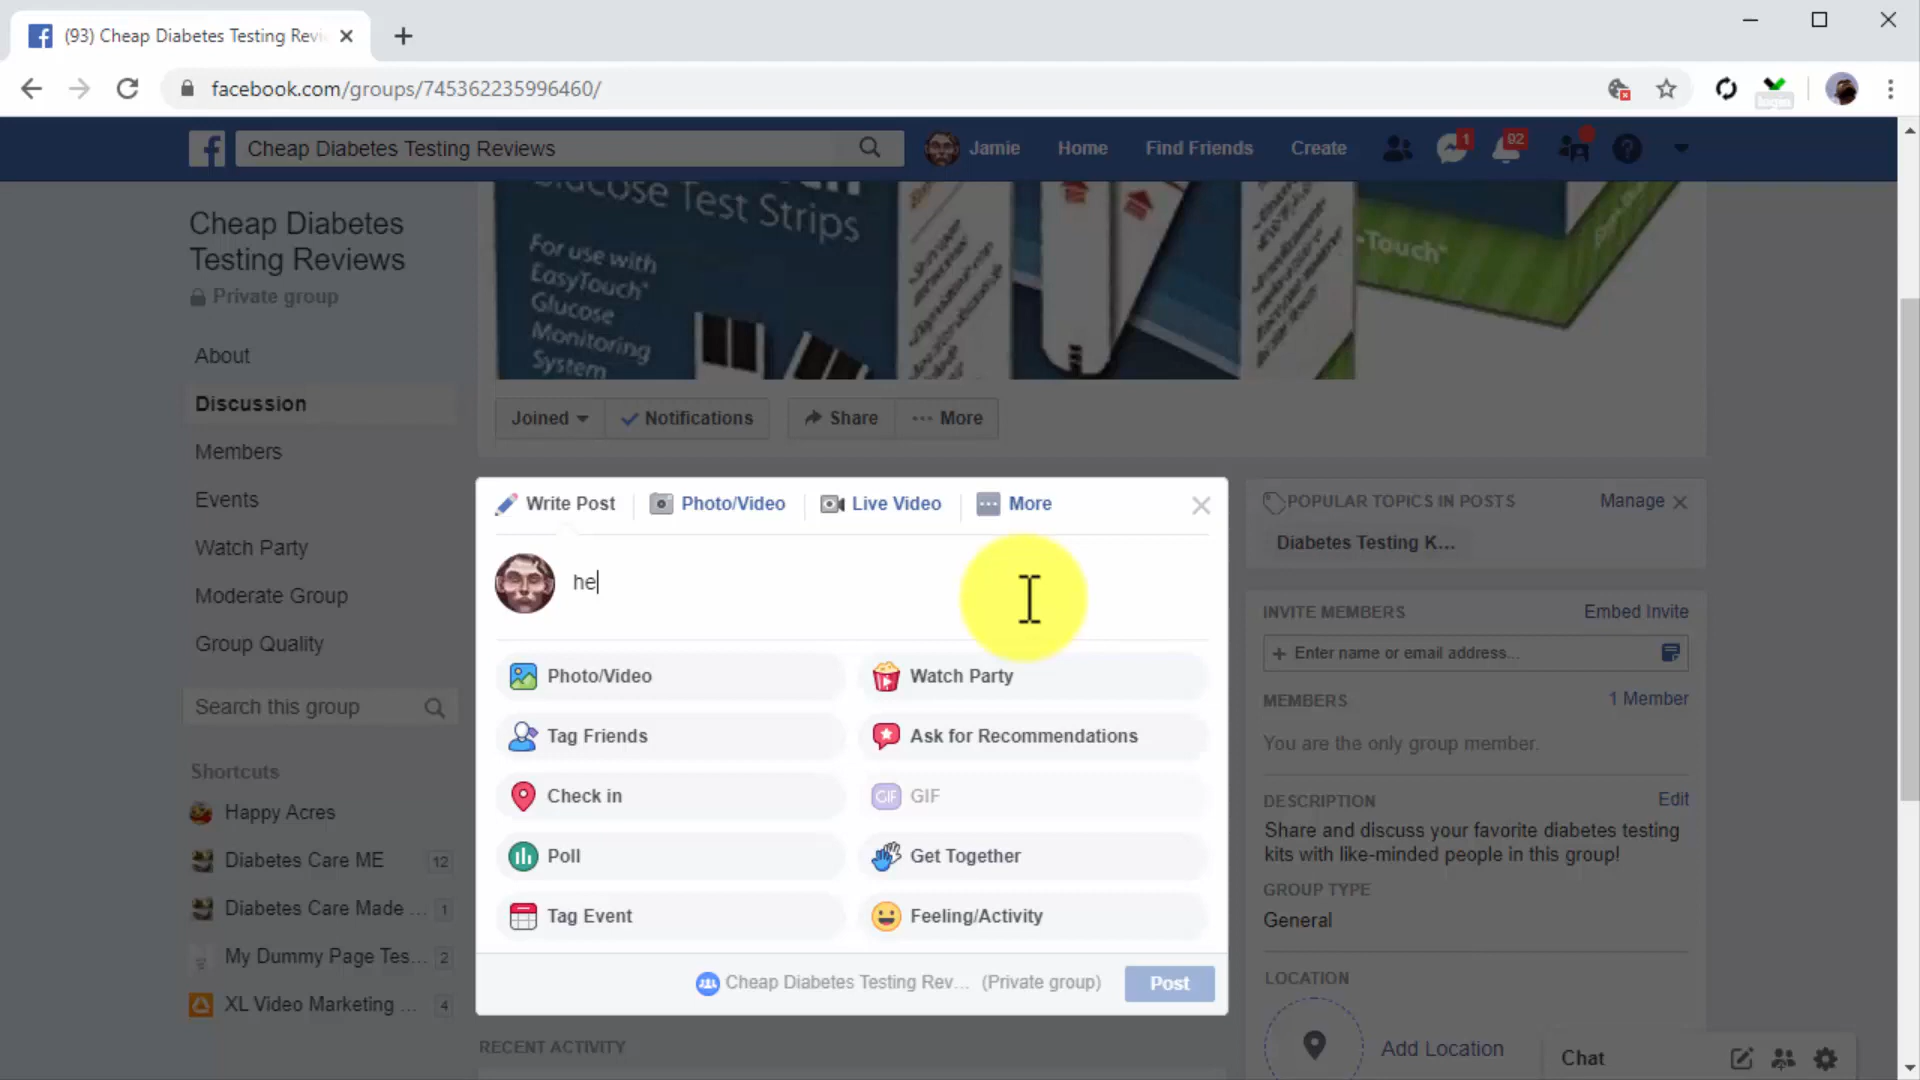 (93) Cheap Diabetes Testing Revi
facebook.com/groups/745362235996460/
login
Cheap Diabetes Testing Reviews
Jamie
Home
Find Friends
Create
1
92
Cheap Diabetes
Testing Reviews
Private group
About
Discussion
Members
Events
Watch Party
Moderate Group
Group Quality
Search this group
Shortcuts
Happy Acres
Diabetes Care ME 12
Diabetes Care Made ... 1
My Dummy Page Tes... 2
XL Video Marketing ... 4
Glucose Test Strips
For use with
EasyTouch
Glucose
Monitoring
System
-Touch
Joined
Notifications
Share
More
Write Post
Photo/Video
Live Video
More
he
Photo/Video
Watch Party
Tag Friends
Ask for Recommendations
Check in
GIF GIF
Poll
Get Together
Tag Event
Feeling/Activity
Cheap Diabetes Testing Rev... (Private group)
Post
RECENT ACTIVITY
POPULAR TOPICS IN POSTS
Manage
Diabetes Testing K...
INVITE MEMBERS
Embed Invite
+ Enter name or email address...
MEMBERS
1 Member
You are the only group member.
DESCRIPTION
Edit
Share and discuss your favorite diabetes testing
kits with like-minded people in this group!
GROUP TYPE
General
LOCATION
Add Location
Chat